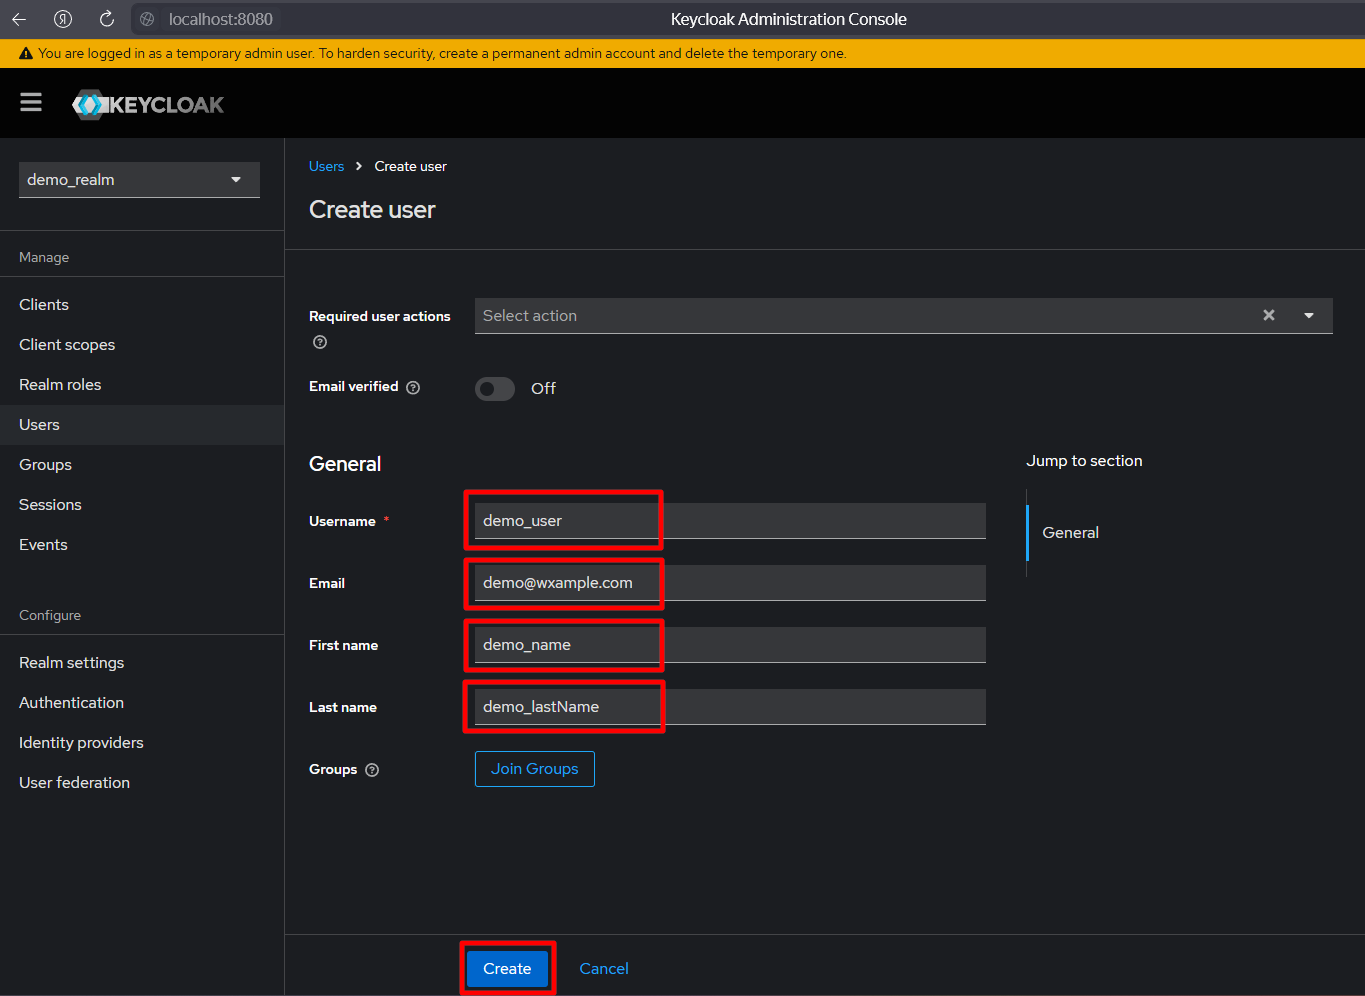 localhost:8080
Keycloak Administration Console
You are logged in as a temporary admin user. To harden security, create a permanent admin account and delete the temporary one.
KEYCLOAK
demo_realm
Manage
Clients
Client scopes
Realm roles
Users
Groups
Sessions
Events
Configure
Realm settings
Authentication
Identity providers
User federation
Users > Create user
Create user
Required user actions
Select action
Email verified
Off
General
Username *
demo_user
Email
demo@wxample.com
First name
demo_name
Last name
demo_lastName
Groups
Join Groups
Jump to section
General
Create
Cancel